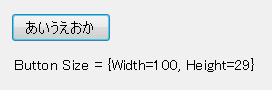 あいうえおか
Button Size = {Width=100, Height=29}